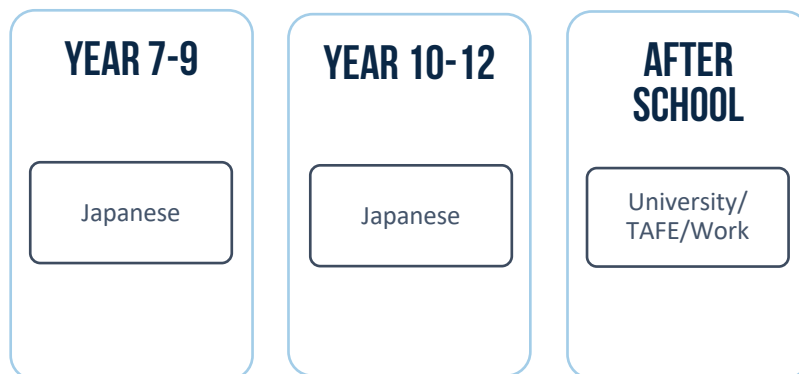 YEAR 7-9
Japanese
YEAR 10-12
Japanese
AFTER
SCHOOL
University/
TAFE/Work